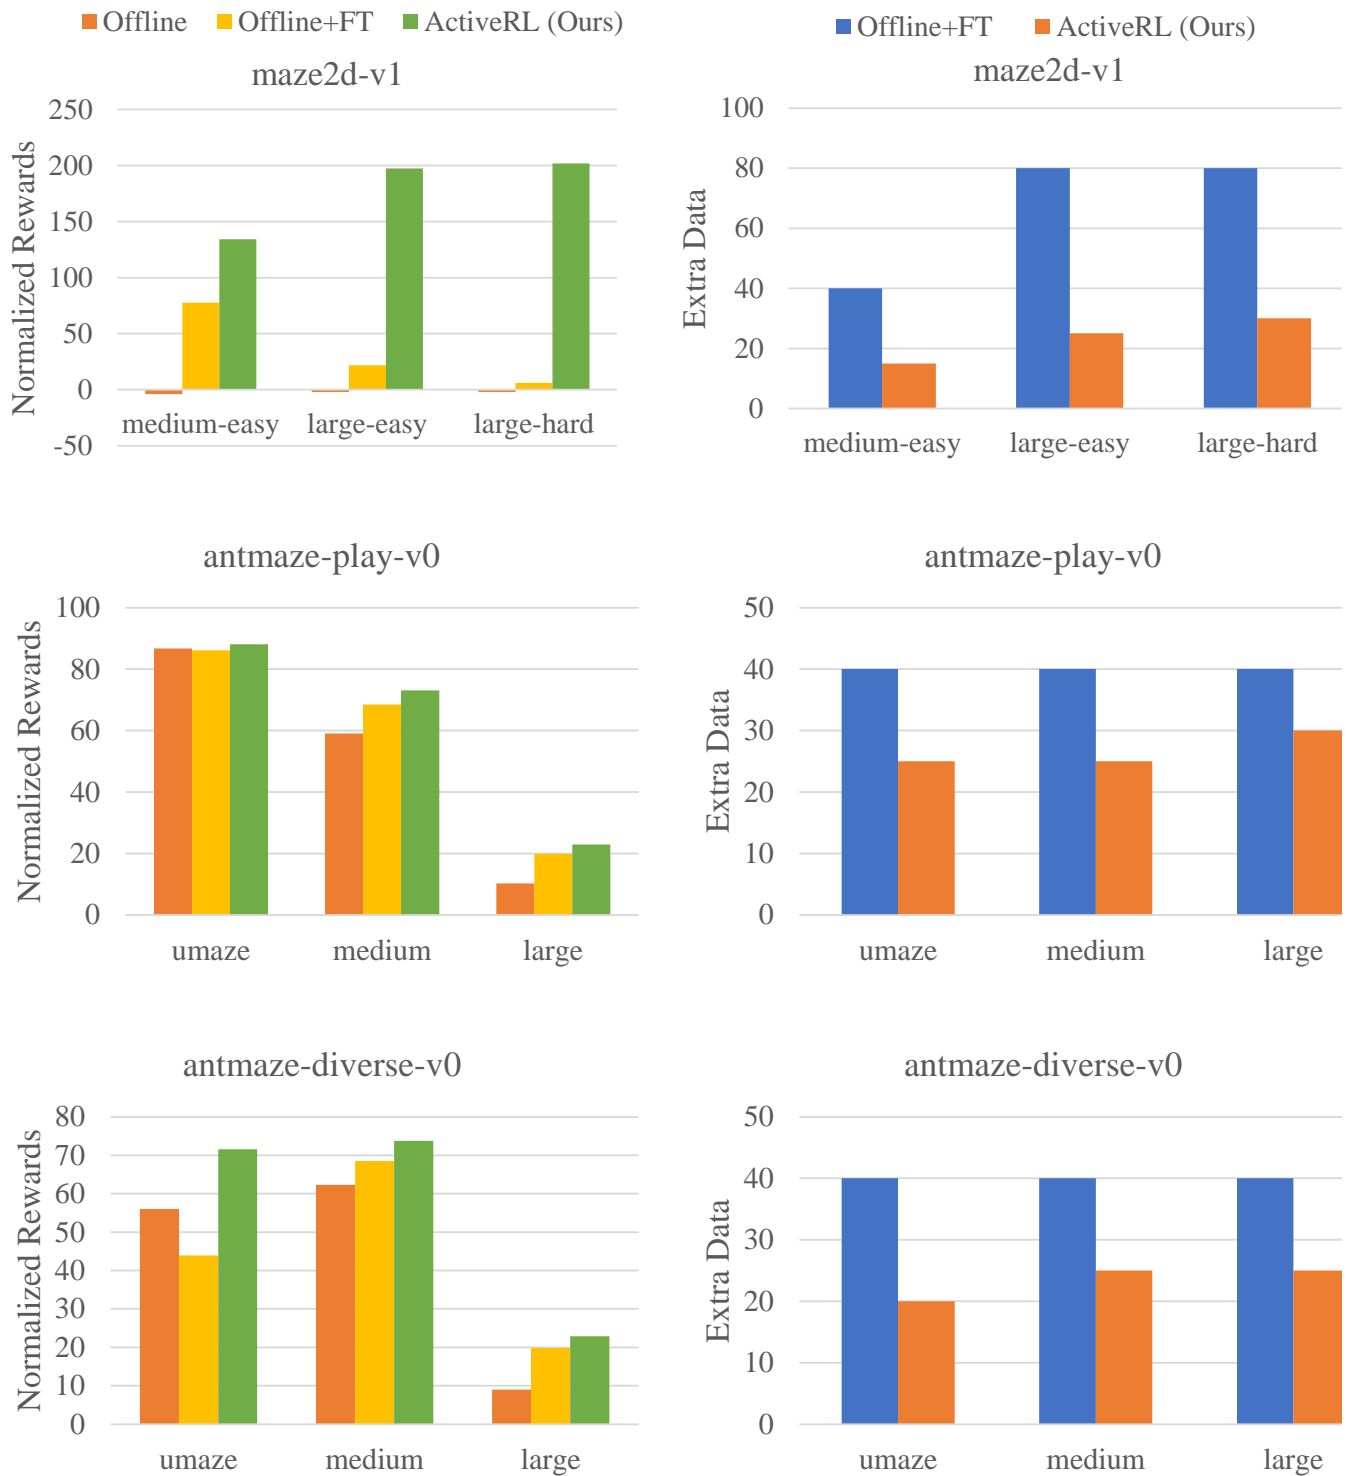 Offline Offline+FT ActiveRL (Ours)
maze2d-v1
Normalized Rewards
250
200
150
100
50
0
-50
medium-easy large-easy large-hard
Offline+FT ActiveRL (Ours)
maze2d-v1
Extra Data
100
80
60
40
20
0
medium-easy large-easy large-hard
antmaze-play-v0
Normalized Rewards
100
80
60
40
20
0
umaze medium large
antmaze-play-v0
Extra Data
50
40
30
20
10
0
umaze medium large
antmaze-diverse-v0
Normalized Rewards
80
70
60
50
40
30
20
10
0
umaze medium large
antmaze-diverse-v0
Extra Data
50
40
30
20
10
0
umaze medium large